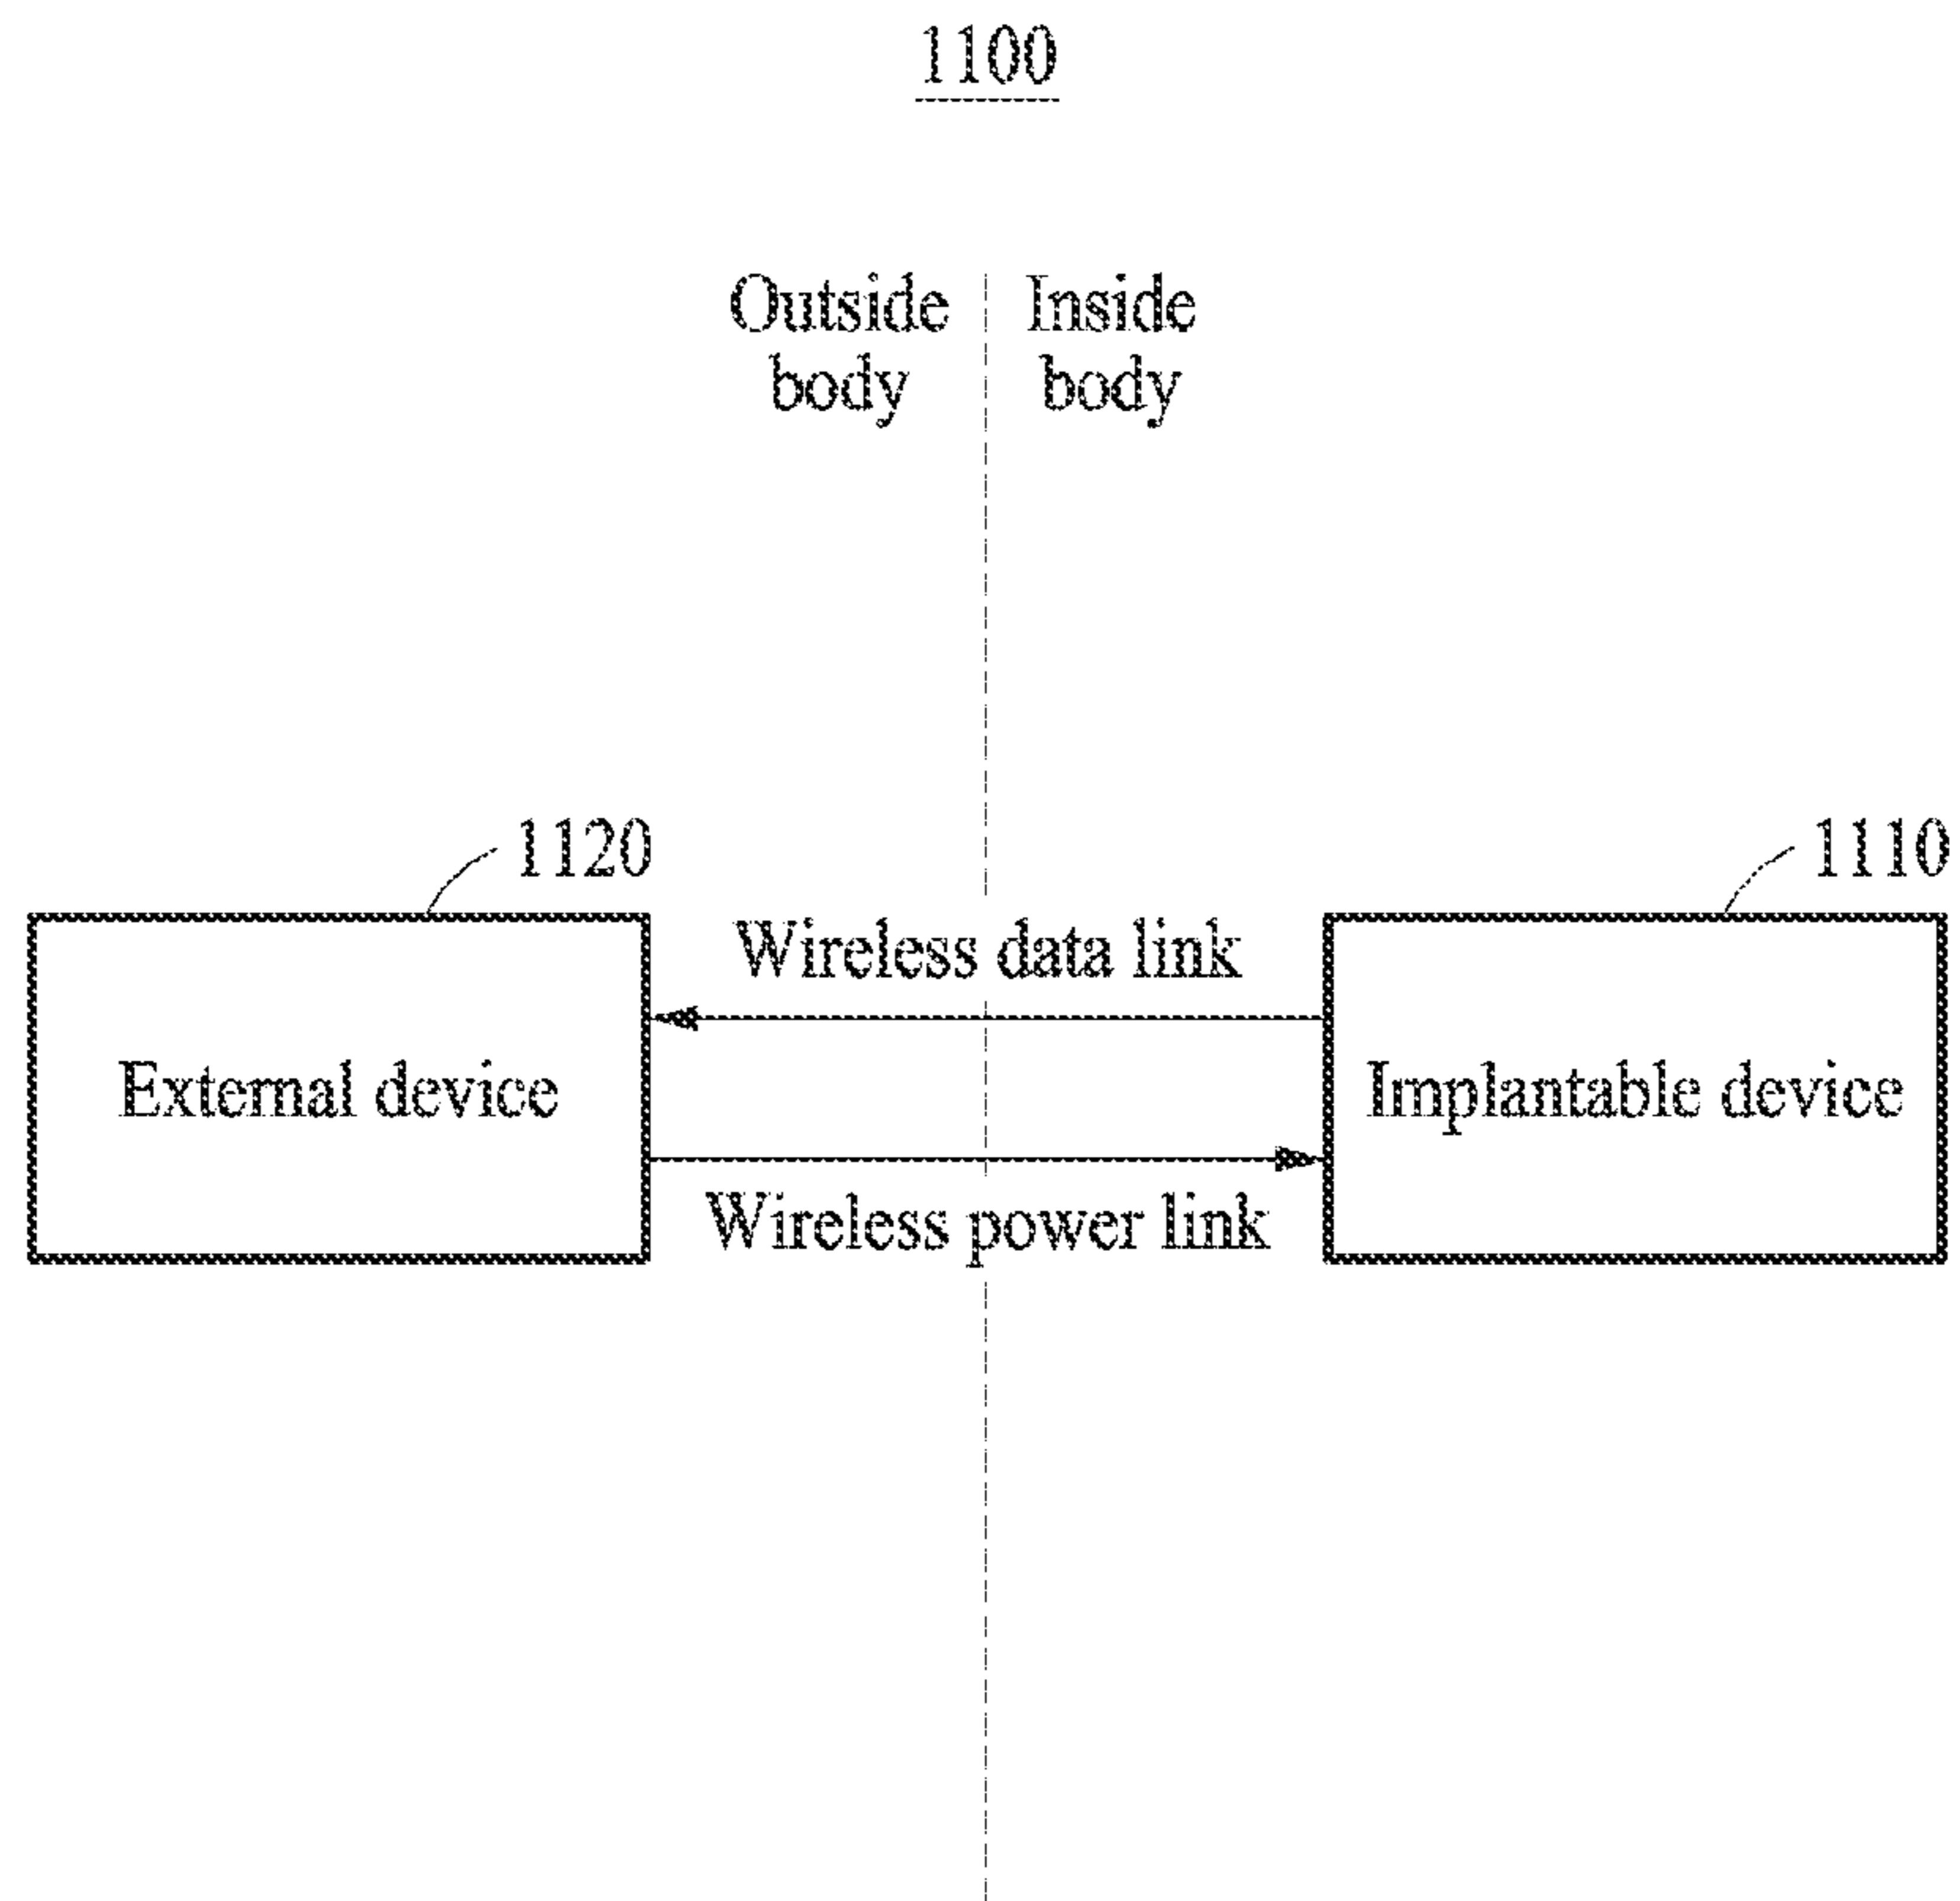 1100
Outside Inside
body body
1120
1110
Wireless data link
External device
Implantable device
Wireless power link